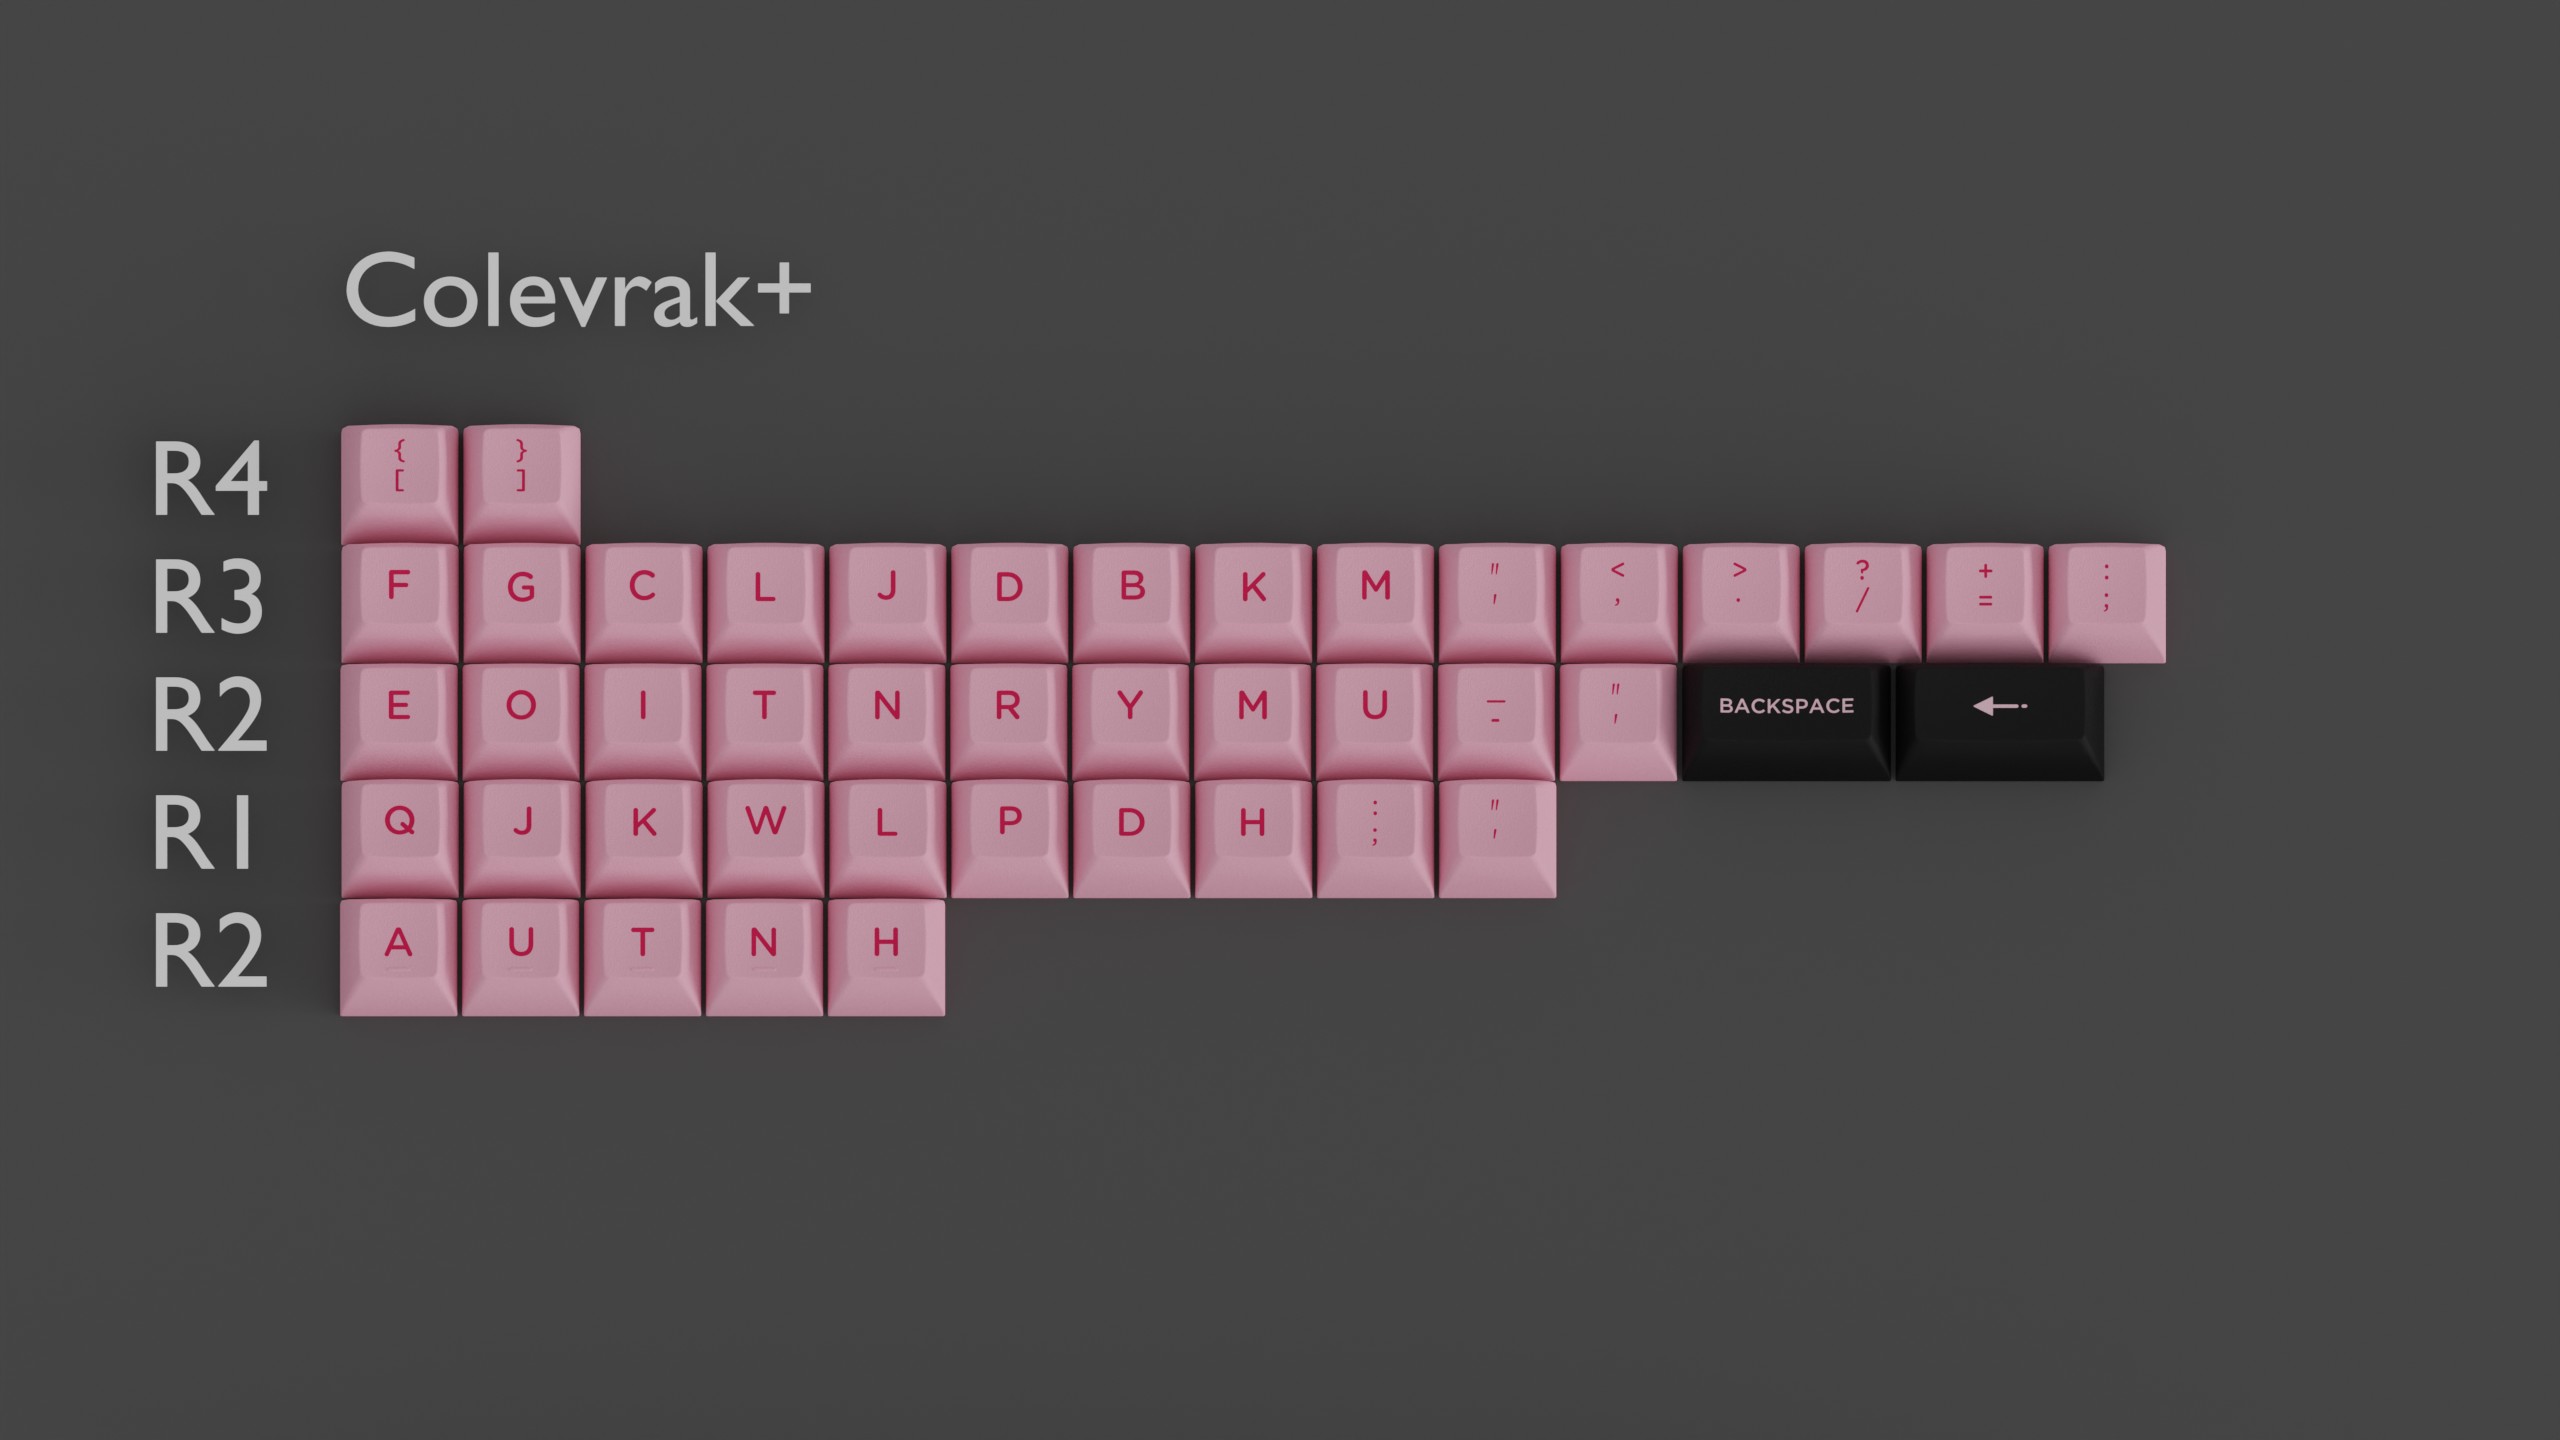 Colevrak+
R4 { [ } ]
R3 F G C L J D B K M " ' < , > . ? / + = : ;
R2 E O I T N R Y M U _ - " ' BACKSPACE ←
R1 Q J K W L P D H : ; " '
R2 A U T N H